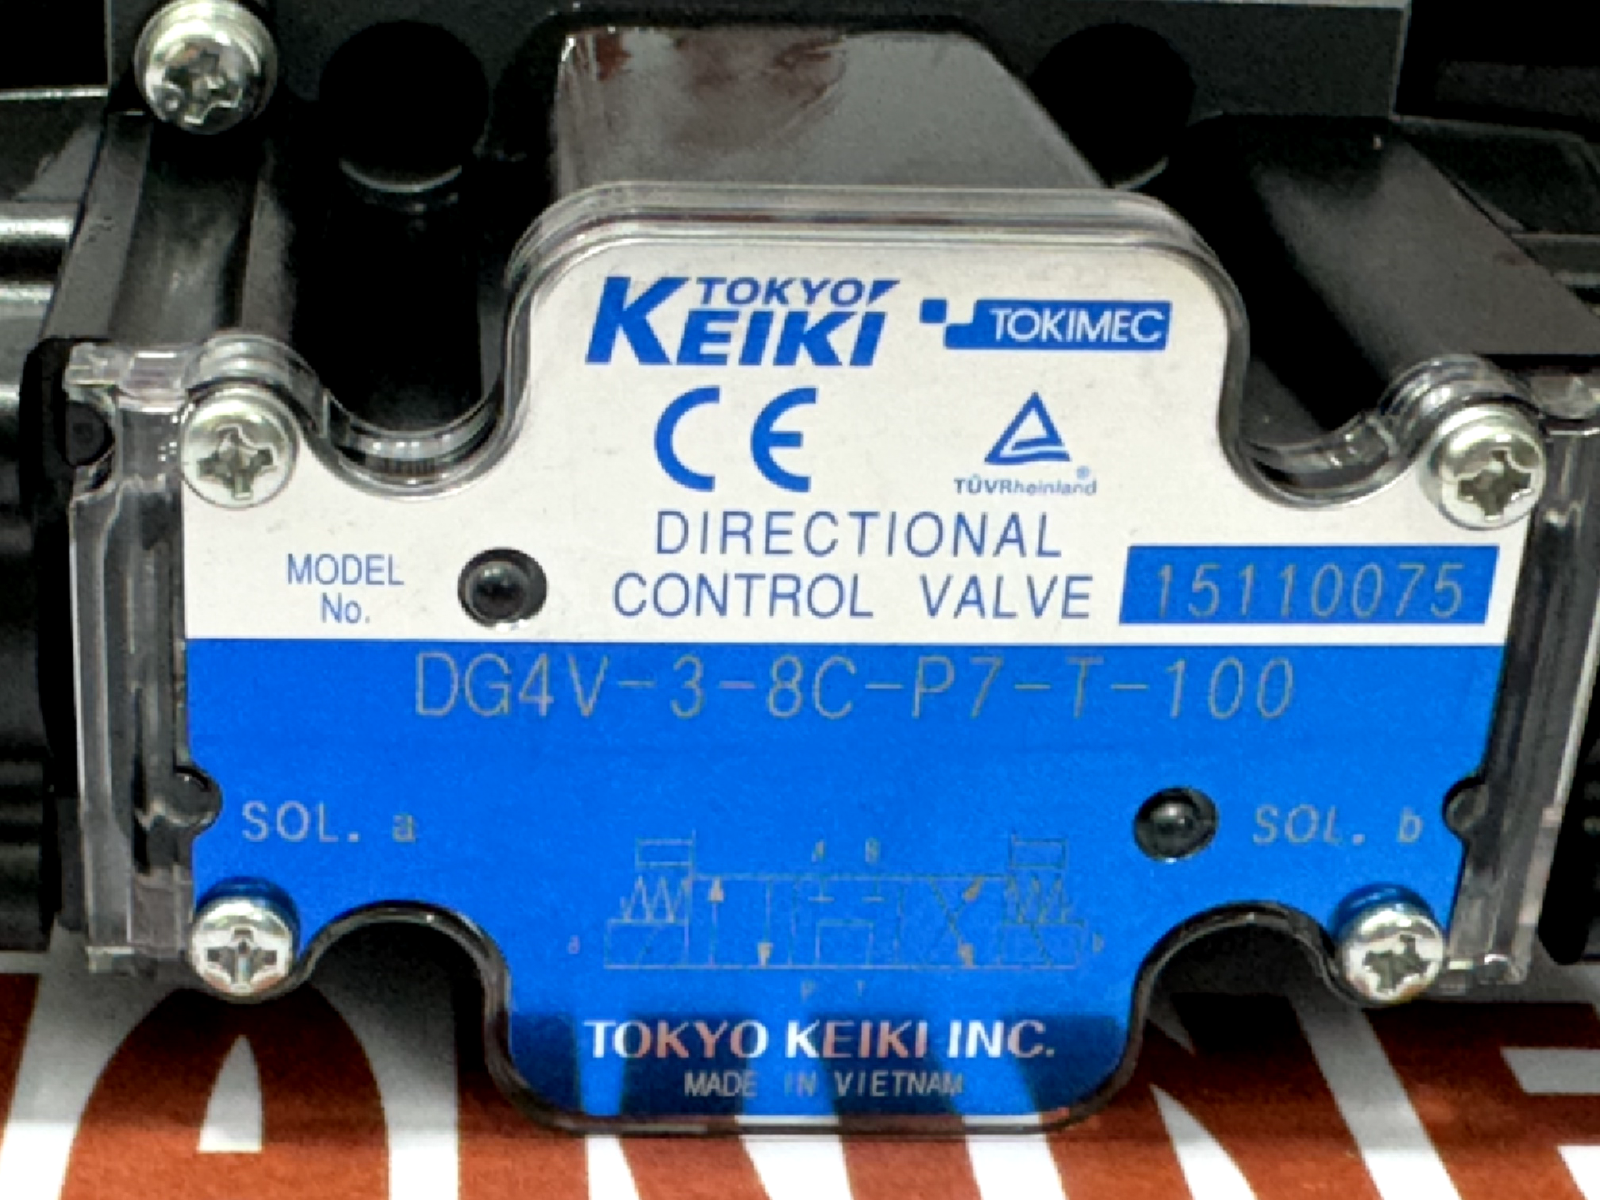 TOKYO
KEIKI TOKIMEC
CE
TÜVRheinland®
DIRECTIONAL
MODEL
No.
CONTROL VALVE 15110075
DG4V-3-8C-P7-T-100
SOL. a
SOL. b
A B
a b
P T
TOKYO KEIKI INC.
MADE IN VIETNAM